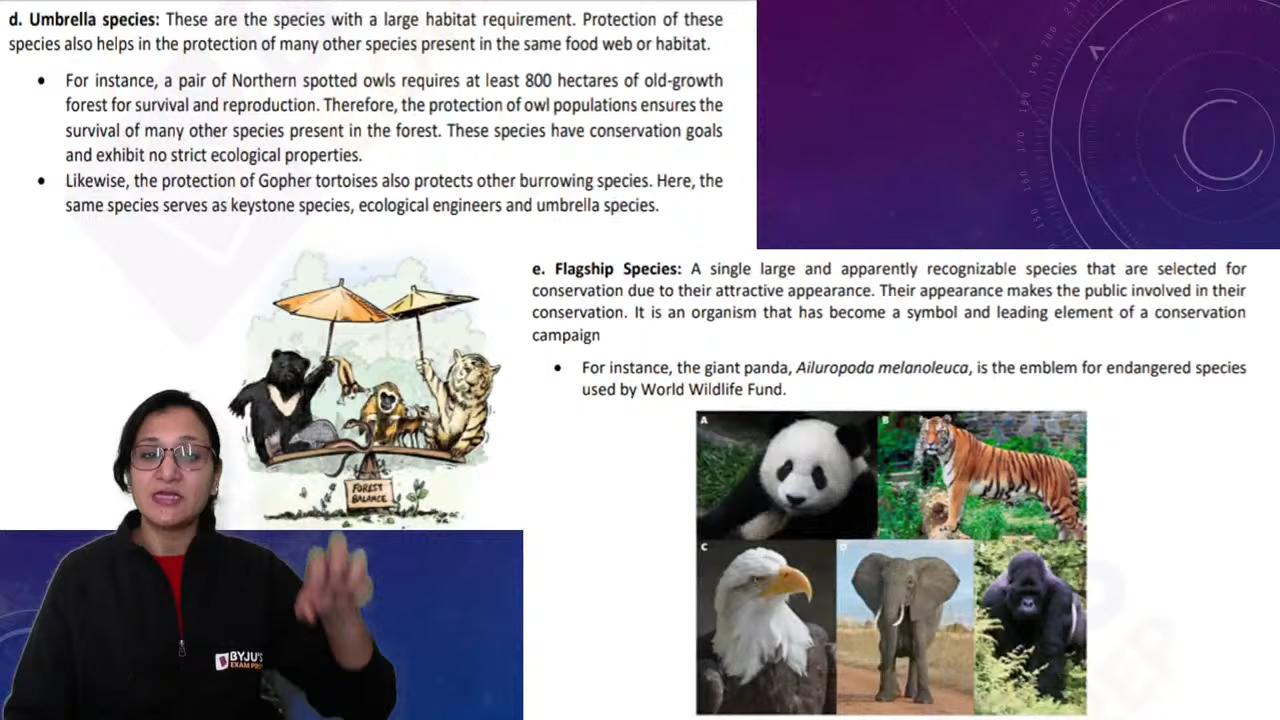 d. Umbrella species: These are the species with a large habitat requirement. Protection of these
species also helps in the protection of many other species present in the same food web or habitat.
• For instance, a pair of Northern spotted owls requires at least 800 hectares of old-growth
forest for survival and reproduction. Therefore, the protection of owl populations ensures the
survival of many other species present in the forest. These species have conservation goals
and exhibit no strict ecological properties.
• Likewise, the protection of Gopher tortoises also protects other burrowing species. Here, the
same species serves as keystone species, ecological engineers and umbrella species.
e. Flagship Species: A single large and apparently recognizable species that are selected for
conservation due to their attractive appearance. Their appearance makes the public involved in their
conservation. It is an organism that has become a symbol and leading element of a conservation
campaign
• For instance, the giant panda, Ailuropoda melanoleuca, is the emblem for endangered species
used by World Wildlife Fund.
FOREST
BALANCE
A
B
C
D
BYJU'S
EXAM PREP
210
200
190
180
170
160
150